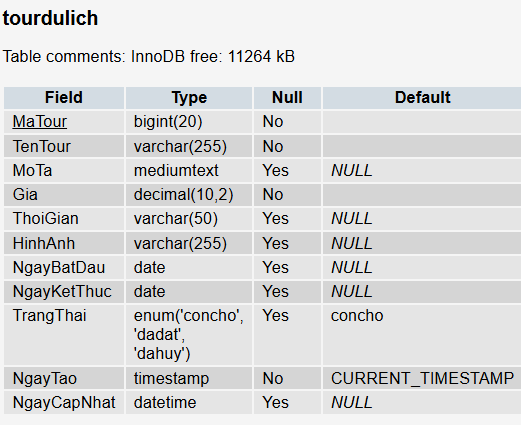 tourdulich
Table comments: InnoDB free: 11264 kB
Field Type Null Default
MaTour bigint(20) No
TenTour varchar(255) No
MoTa mediumtext Yes NULL
Gia decimal(10,2) No
ThoiGian varchar(50) Yes NULL
HinhAnh varchar(255) Yes NULL
NgayBatDau date Yes NULL
NgayKetThuc date Yes NULL
TrangThai enum('concho', Yes concho
'dadat',
'dahuy')
NgayTao timestamp No CURRENT_TIMESTAMP
NgayCapNhat datetime Yes NULL